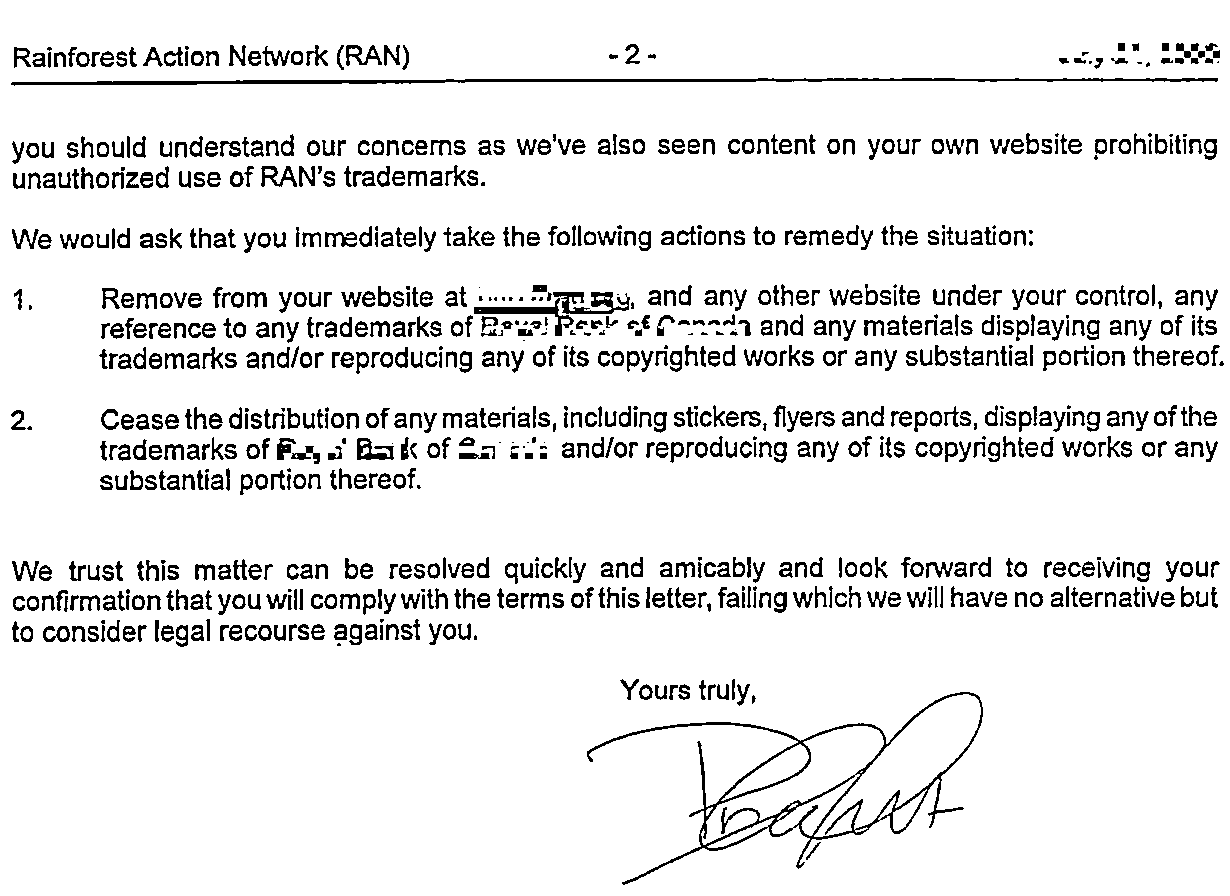 Rainforest Action Network (RAN) - 2 -
you should understand our concerns as we've also seen content on your own website prohibiting
unauthorized use of RAN's trademarks.
We would ask that you immediately take the following actions to remedy the situation:
1. Remove from your website at , and any other website under your control, any
reference to any trademarks of Royal Bank of Canada and any materials displaying any of its
trademarks and/or reproducing any of its copyrighted works or any substantial portion thereof.
2. Cease the distribution of any materials, including stickers, flyers and reports, displaying any of the
trademarks of Royal Bank of Canada and/or reproducing any of its copyrighted works or any
substantial portion thereof.
We trust this matter can be resolved quickly and amicably and look forward to receiving your
confirmation that you will comply with the terms of this letter, failing which we will have no alternative but
to consider legal recourse against you.
Yours truly,